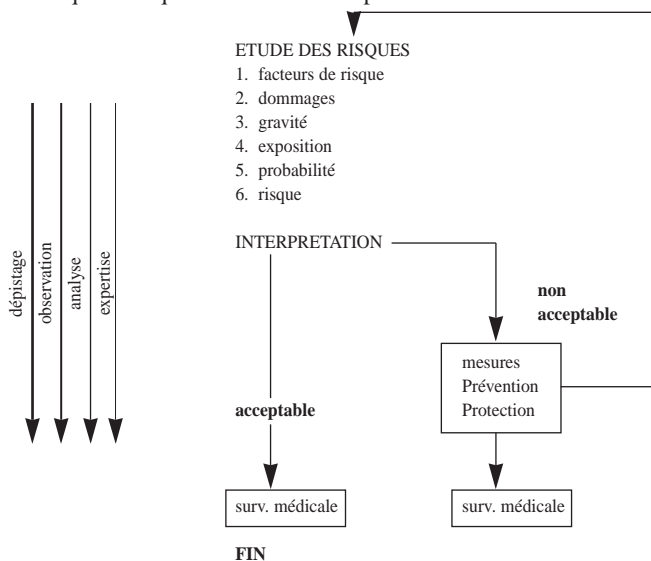 ETUDE DES RISQUES
1. facteurs de risque
2. dommages
3. gravité
4. exposition
5. probabilité
6. risque
dépistage
observation
analyse
expertise
INTERPRETATION
non
acceptable
mesures
Prévention
Protection
acceptable
surv. médicale
surv. médicale
FIN